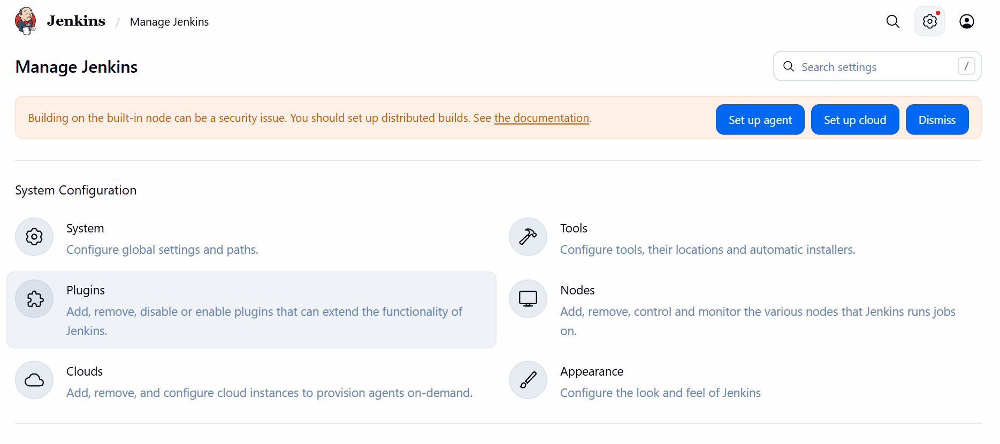 Jenkins / Manage Jenkins
Manage Jenkins
Search settings /
Building on the built-in node can be a security issue. You should set up distributed builds. See the documentation.
Set up agent Set up cloud Dismiss
System Configuration
System
Configure global settings and paths.
Tools
Configure tools, their locations and automatic installers.
Plugins
Add, remove, disable or enable plugins that can extend the functionality of
Jenkins.
Nodes
Add, remove, control and monitor the various nodes that Jenkins runs jobs
on.
Clouds
Add, remove, and configure cloud instances to provision agents on-demand.
Appearance
Configure the look and feel of Jenkins